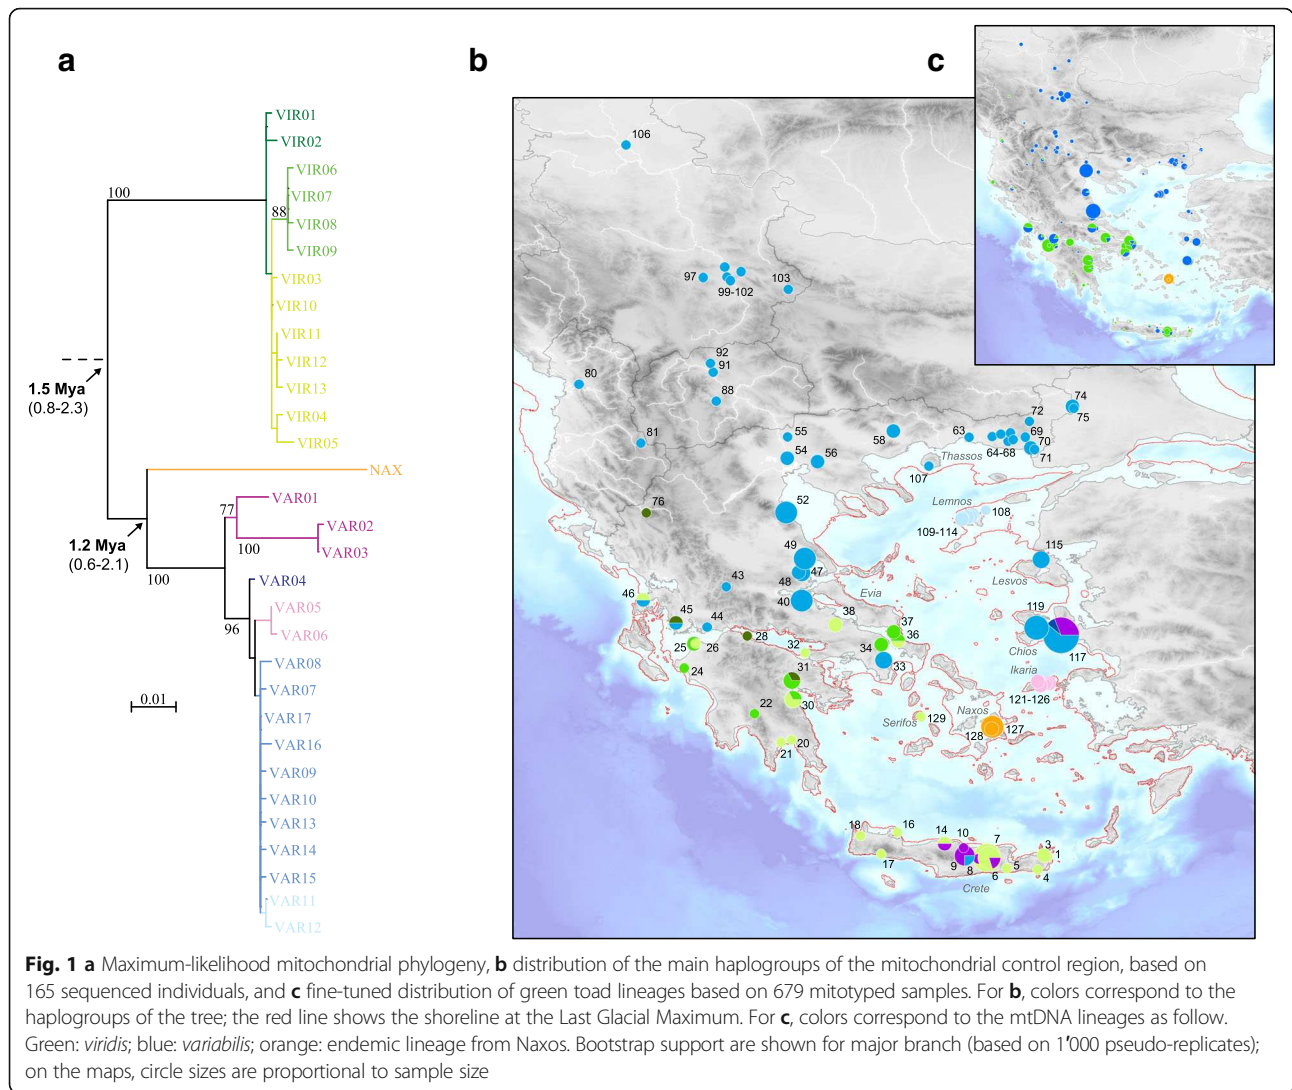 a
b
c
VIR01
VIR02
VIR06
VIR07
VIR08
VIR09
VIR03
VIR10
VIR11
VIR12
VIR13
VIR04
VIR05
NAX
VAR01
VAR02
VAR03
VAR04
VAR05
VAR06
VAR08
VAR07
VAR17
VAR16
VAR09
VAR10
VAR13
VAR14
VAR15
VAR11
VAR12
100
88
1.5 Mya
(0.8-2.3)
77
1.2 Mya
(0.6-2.1)
100
100
96
0.01
106
97
99-102
103
92
91
88
80
81
55
54
56
58
63
64-68
72
69
70
71
74
75
Thassos
107
76
52
Lemnos
108
109-114
49
48
47
115
Lesvos
43
40
Evia
46
45
44
38
119
Chios
117
37
36
28
32
34
33
25
26
24
31
Ikaria
121-126
30
22
Serifos
129
Naxos
128
127
20
21
18
16
17
14
10
7
9
8
6
5
3
1
4
Crete
Fig. 1 a Maximum-likelihood mitochondrial phylogeny, b distribution of the main haplogroups of the mitochondrial control region, based on
165 sequenced individuals, and c fine-tuned distribution of green toad lineages based on 679 mitotyped samples. For b, colors correspond to the
haplogroups of the tree; the red line shows the shoreline at the Last Glacial Maximum. For c, colors correspond to the mtDNA lineages as follow.
Green: viridis; blue: variabilis; orange: endemic lineage from Naxos. Bootstrap support are shown for major branch (based on 1′000 pseudo-replicates);
on the maps, circle sizes are proportional to sample size